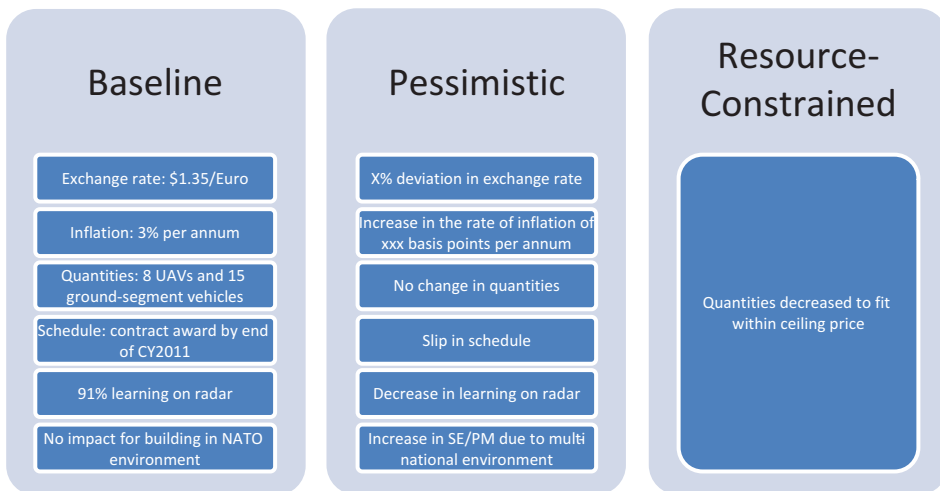 Baseline
Exchange rate: $1.35/Euro
Inflation: 3% per annum
Quantities: 8 UAVs and 15
ground-segment vehicles
Schedule: contract award by end
of CY2011
91% learning on radar
No impact for building in NATO
environment
Pessimistic
X% deviation in exchange rate
Increase in the rate of inflation of
xxx basis points per annum
No change in quantities
Slip in schedule
Decrease in learning on radar
Increase in SE/PM due to multi-
national environment
Resource-
Constrained
Quantities decreased to fit
within ceiling price